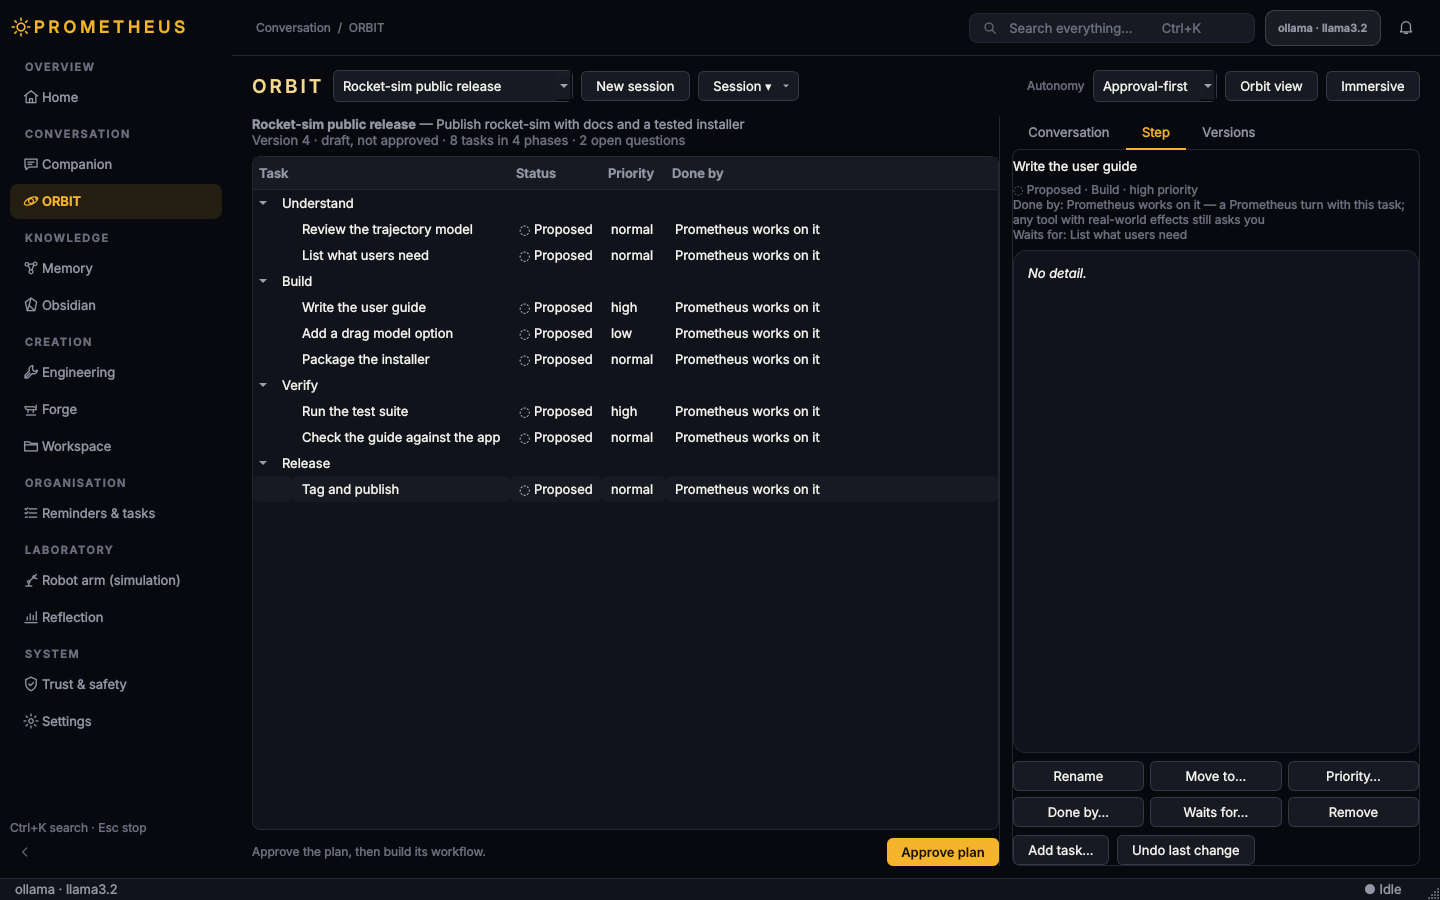 PROMETHEUS
OVERVIEW
Home
CONVERSATION
Companion
ORBIT
KNOWLEDGE
Memory
Obsidian
CREATION
Engineering
Forge
Workspace
ORGANISATION
Reminders & tasks
LABORATORY
Robot arm (simulation)
Reflection
SYSTEM
Trust & safety
Settings
Ctrl+K search · Esc stop
Conversation / ORBIT
Search everything... Ctrl+K
ollama · llama3.2
ORBIT
Rocket-sim public release
New session
Session ▾
Autonomy
Approval-first
Orbit view
Immersive
Rocket-sim public release — Publish rocket-sim with docs and a tested installer
Version 4 · draft, not approved · 8 tasks in 4 phases · 2 open questions
Task Status Priority Done by
Understand
Review the trajectory model Proposed normal Prometheus works on it
List what users need Proposed normal Prometheus works on it
Build
Write the user guide Proposed high Prometheus works on it
Add a drag model option Proposed low Prometheus works on it
Package the installer Proposed normal Prometheus works on it
Verify
Run the test suite Proposed high Prometheus works on it
Check the guide against the app Proposed normal Prometheus works on it
Release
Tag and publish Proposed normal Prometheus works on it
Approve the plan, then build its workflow.
Approve plan
Conversation Step Versions
Write the user guide
Proposed · Build · high priority
Done by: Prometheus works on it — a Prometheus turn with this task;
any tool with real-world effects still asks you
Waits for: List what users need
No detail.
Rename Move to... Priority...
Done by... Waits for... Remove
Add task... Undo last change
ollama · llama3.2
Idle